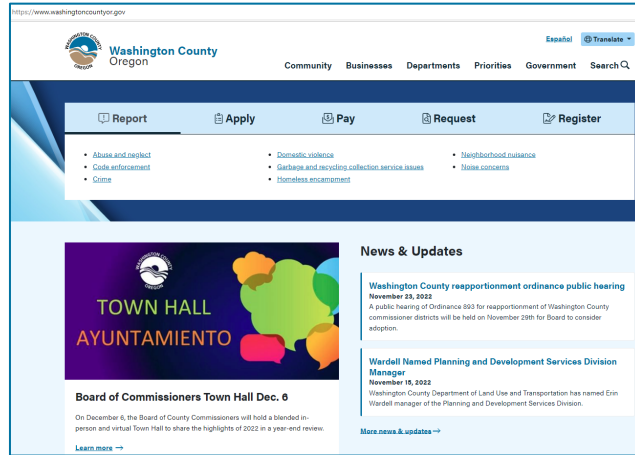 https://www.washingtoncountyor.gov
WASHINGTON COUNTY
OREGON
Washington County
Oregon
Español
Translate
Community Businesses Departments Priorities Government Search
Report Apply Pay Request Register
Abuse and neglect
Code enforcement
Crime
Domestic violence
Garbage and recycling collection service issues
Homeless encampment
Neighborhood nuisance
Noise concerns
WASHINGTON COUNTY
OREGON
TOWN HALL
AYUNTAMIENTO
Board of Commissioners Town Hall Dec. 6
On December 6, the Board of County Commissioners will hold a blended in-
person and virtual Town Hall to share the highlights of 2022 in a year-end review.
Learn more →
News & Updates
Washington County reapportionment ordinance public hearing
November 23, 2022
A public hearing of Ordinance 893 for reapportionment of Washington County
commissioner districts will be held on November 29th for Board to consider
adoption.
Wardell Named Planning and Development Services Division
Manager
November 15, 2022
Washington County Department of Land Use and Transportation has named Erin
Wardell manager of the Planning and Development Services Division.
More news & updates →